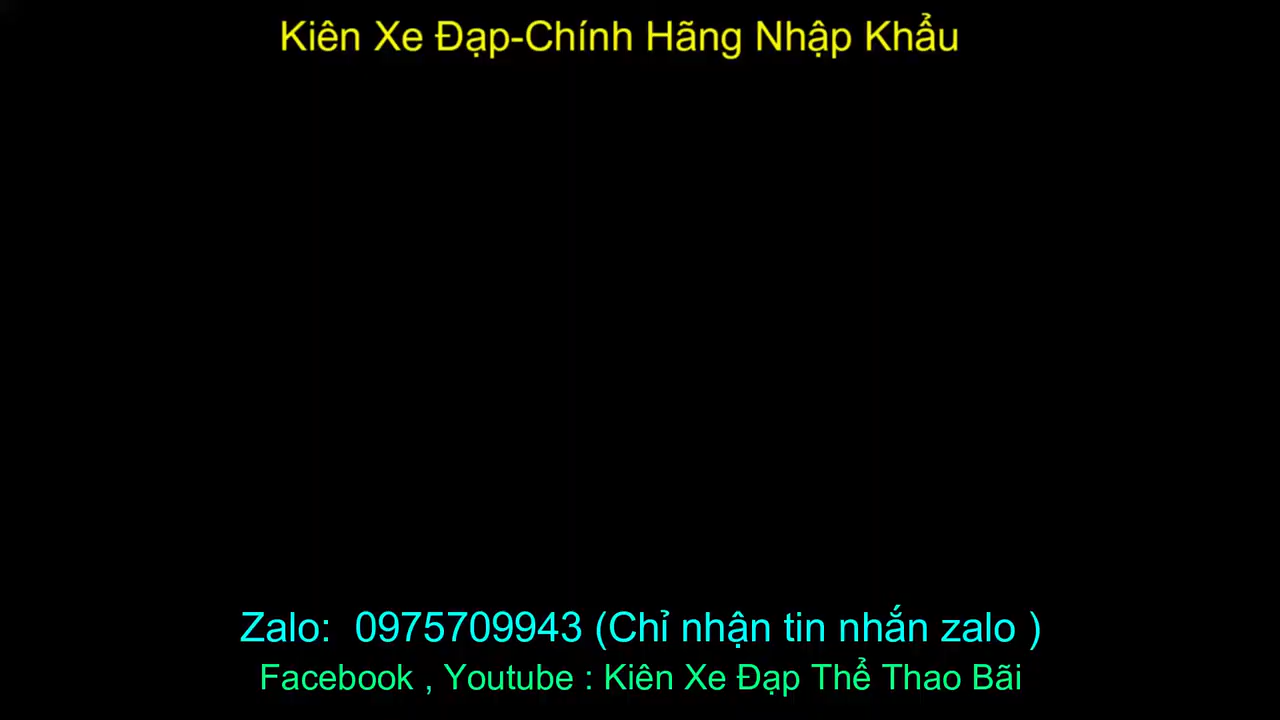 Kiên Xe Đạp-Chính Hãng Nhập Khẩu
Zalo:  0975709943 (Chỉ nhận tin nhắn zalo )
Facebook , Youtube : Kiên Xe Đạp Thể Thao Bãi